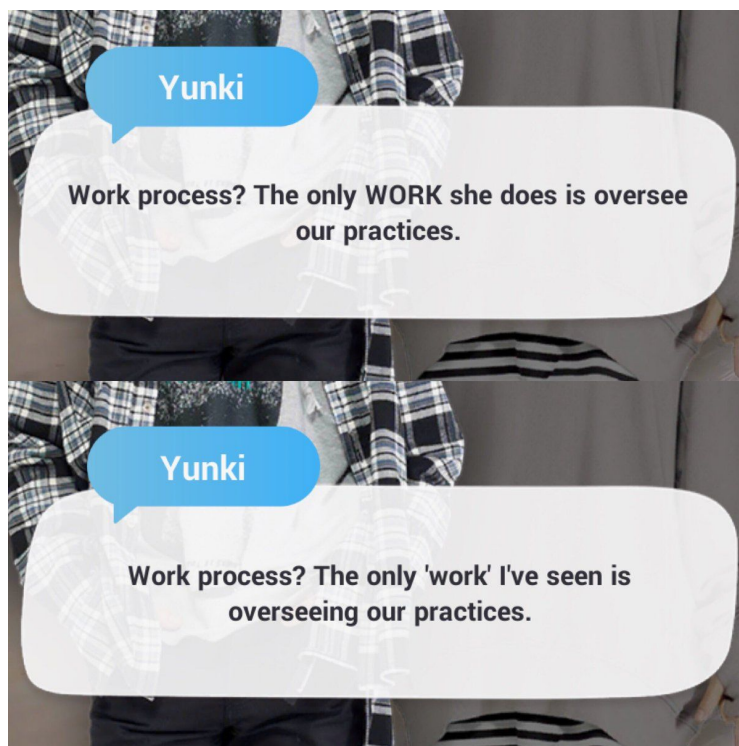 Yunki
Work process? The only WORK she does is oversee
our practices.
Yunki
Work process? The only 'work' I've seen is
overseeing our practices.